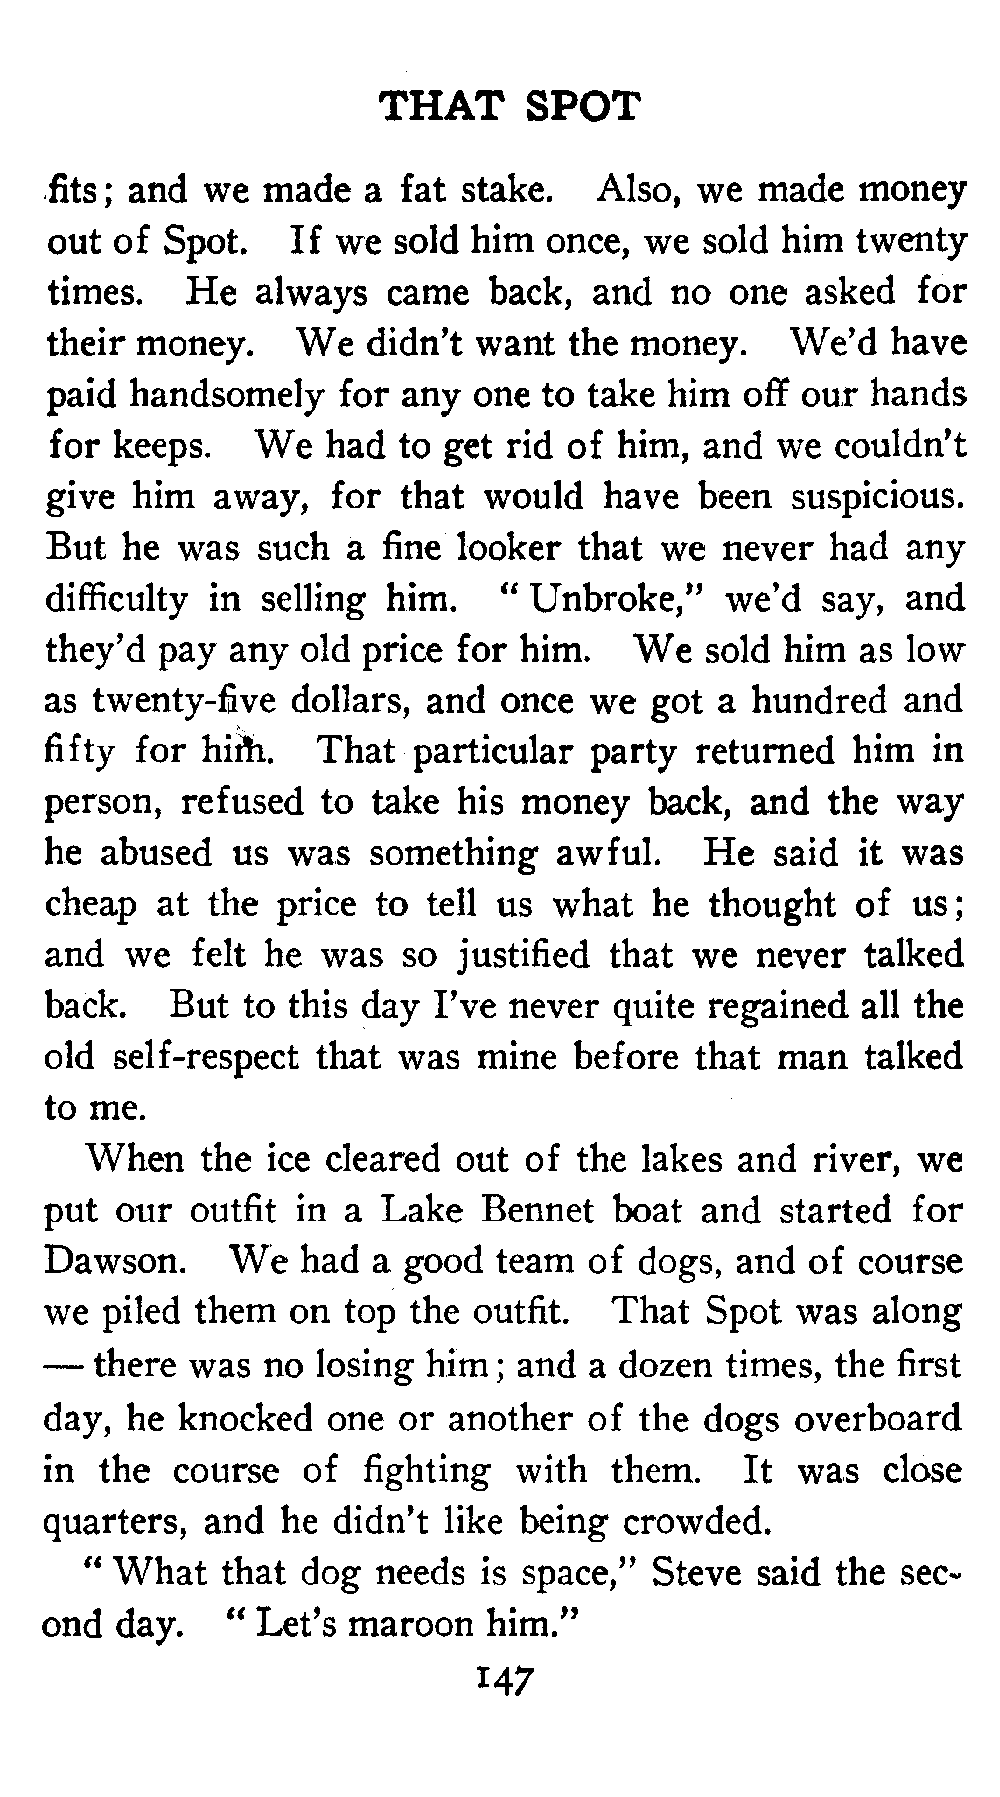 THAT SPOT
fits; and we made a fat stake. Also, we made money
out of Spot. If we sold him once, we sold him twenty
times. He always came back, and no one asked for
their money. We didn't want the money. We'd have
paid handsomely for any one to take him off our hands
for keeps. We had to get rid of him, and we couldn't
give him away, for that would have been suspicious.
But he was such a fine looker that we never had any
difficulty in selling him. "Unbroke," we'd say, and
they'd pay any old price for him. We sold him as low
as twenty-five dollars, and once we got a hundred and
fifty for him. That particular party returned him in
person, refused to take his money back, and the way
he abused us was something awful. He said it was
cheap at the price to tell us what he thought of us;
and we felt he was so justified that we never talked
back. But to this day I've never quite regained all the
old self-respect that was mine before that man talked
to me.
When the ice cleared out of the lakes and river, we
put our outfit in a Lake Bennet boat and started for
Dawson. We had a good team of dogs, and of course
we piled them on top the outfit. That Spot was along
— there was no losing him; and a dozen times, the first
day, he knocked one or another of the dogs overboard
in the course of fighting with them. It was close
quarters, and he didn't like being crowded.
"What that dog needs is space," Steve said the sec-
ond day. "Let's maroon him."
147